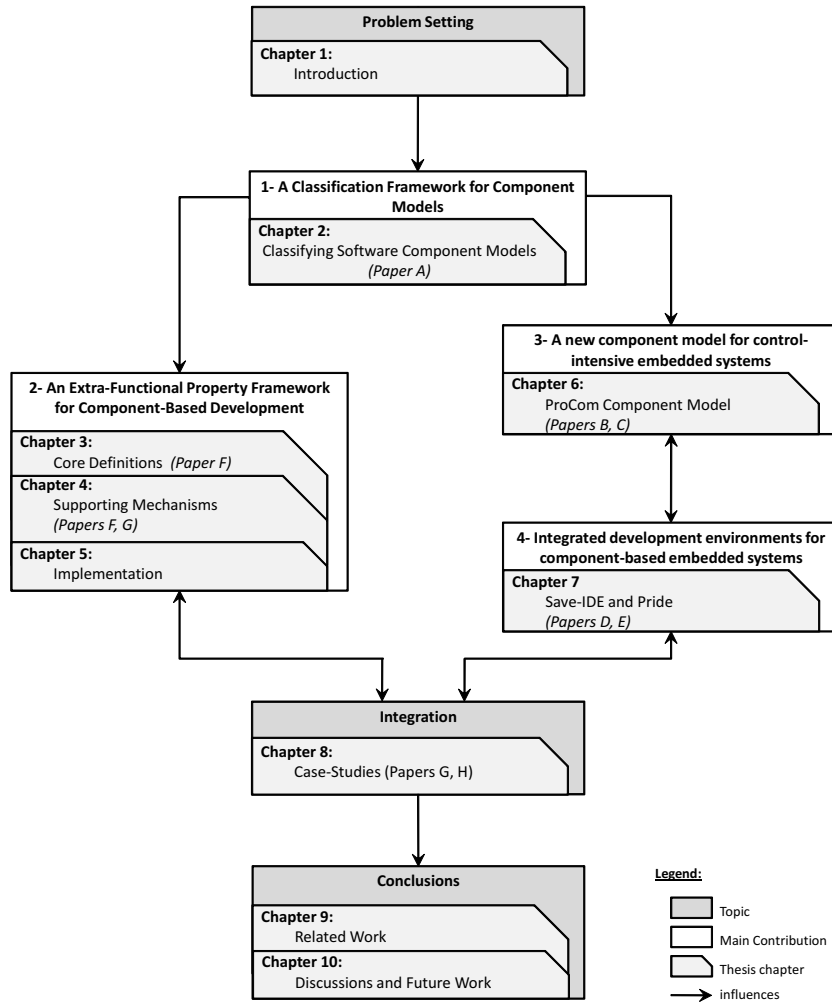 Problem Setting
Chapter 1:
Introduction
1- A Classification Framework for Component
Models
Chapter 2:
Classifying Software Component Models
(Paper A)
2- An Extra-Functional Property Framework
for Component-Based Development
Chapter 3:
Core Definitions (Paper F)
Chapter 4:
Supporting Mechanisms
(Papers F, G)
Chapter 5:
Implementation
3- A new component model for control-
intensive embedded systems
Chapter 6:
ProCom Component Model
(Papers B, C)
4- Integrated development environments for
component-based embedded systems
Chapter 7
Save-IDE and Pride
(Papers D, E)
Integration
Chapter 8:
Case-Studies (Papers G, H)
Conclusions
Chapter 9:
Related Work
Chapter 10:
Discussions and Future Work
Legend:
Topic
Main Contribution
Thesis chapter
influences